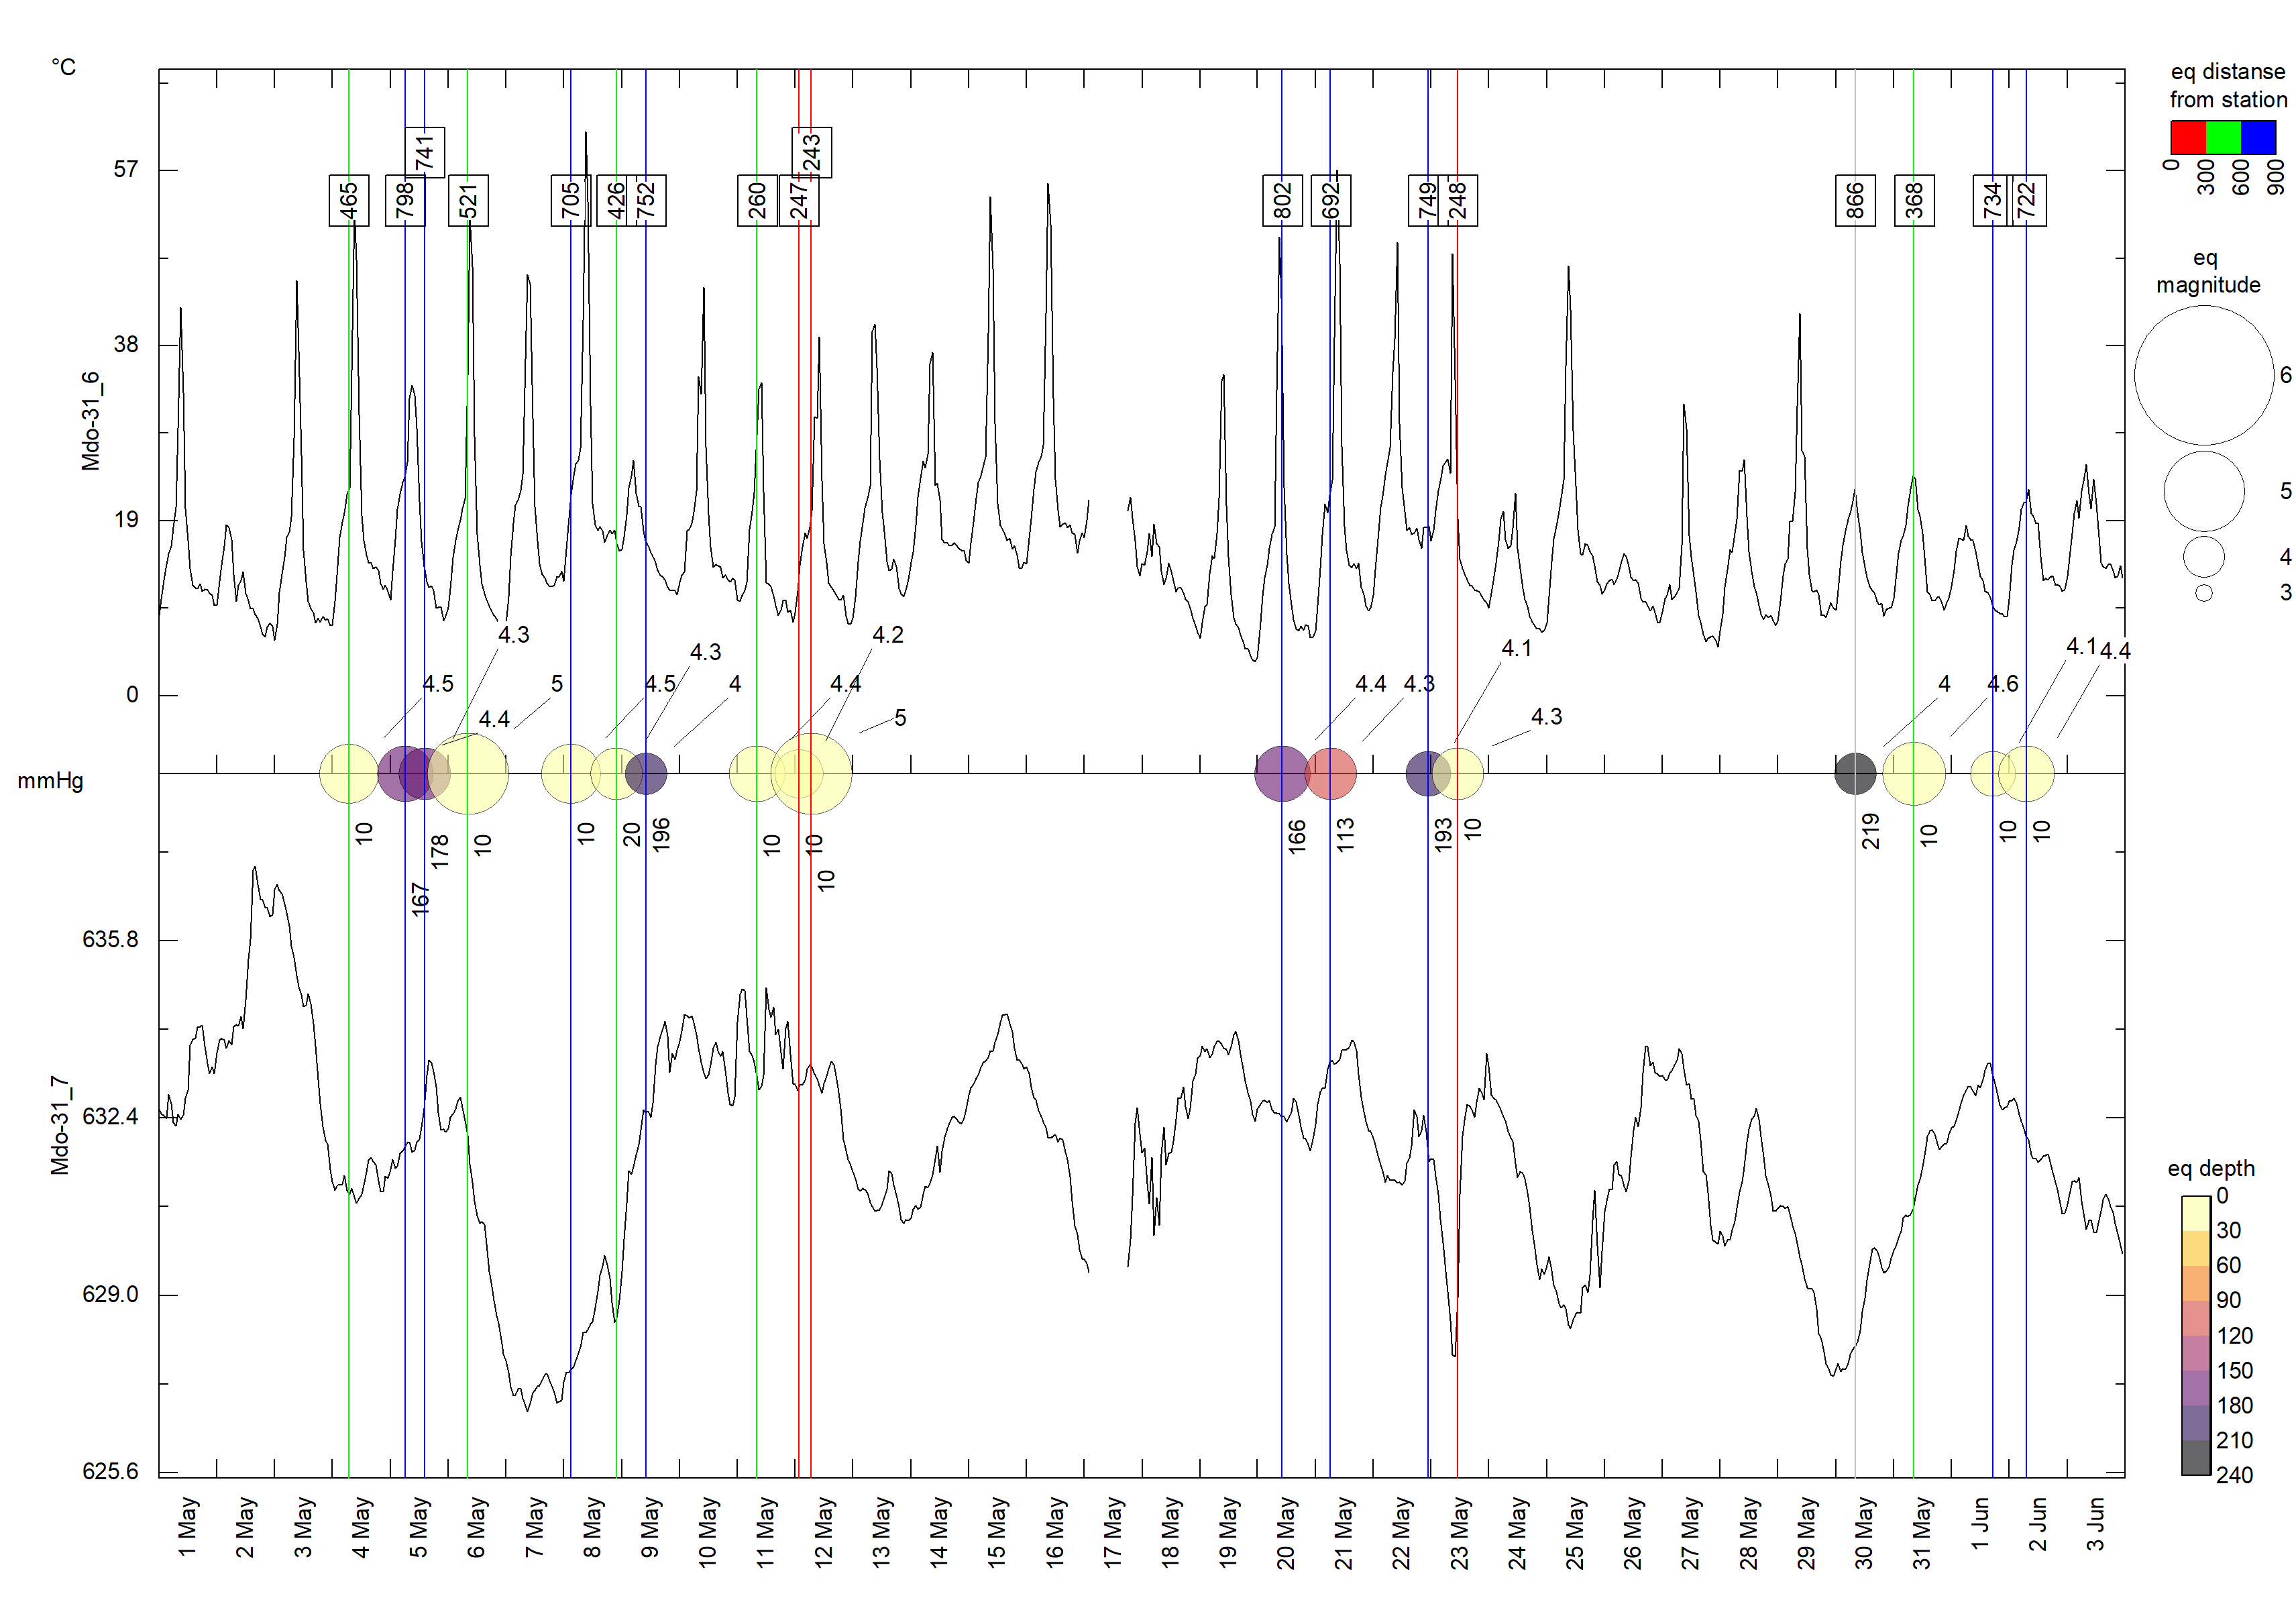 °C
eq distanse
from station
0
300
600
900
741
243
57
465
798
521
705
426
752
260
247
802
692
749
248
866
368
734
722
eq
magnitude
6
5
4
3
38
Mdo-31_6
19
0
4.3
4.5
4.4
5
4.3
4.5
4
4.2
4.4
5
4.4
4.3
4.1
4.3
4
4.6
4.1
4.4
mmHg
10
167
178
10
10
20
196
10
10
10
166
113
193
10
219
10
10
10
635.8
632.4
Mdo-31_7
629.0
625.6
eq depth
0
30
60
90
120
150
180
210
240
1 May
2 May
3 May
4 May
5 May
6 May
7 May
8 May
9 May
10 May
11 May
12 May
13 May
14 May
15 May
16 May
17 May
18 May
19 May
20 May
21 May
22 May
23 May
24 May
25 May
26 May
27 May
28 May
29 May
30 May
31 May
1 Jun
2 Jun
3 Jun